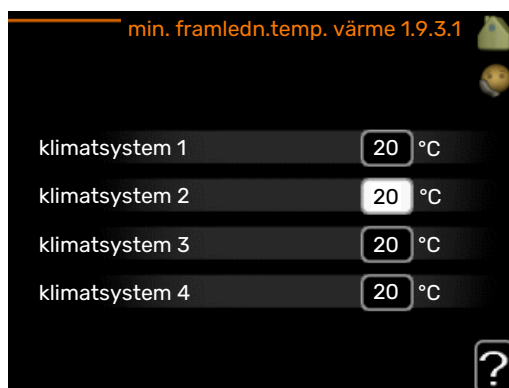 min. framledn.temp. värme 1.9.3.1
klimatsystem 1 20 °C
klimatsystem 2 20 °C
klimatsystem 3 20 °C
klimatsystem 4 20 °C
?